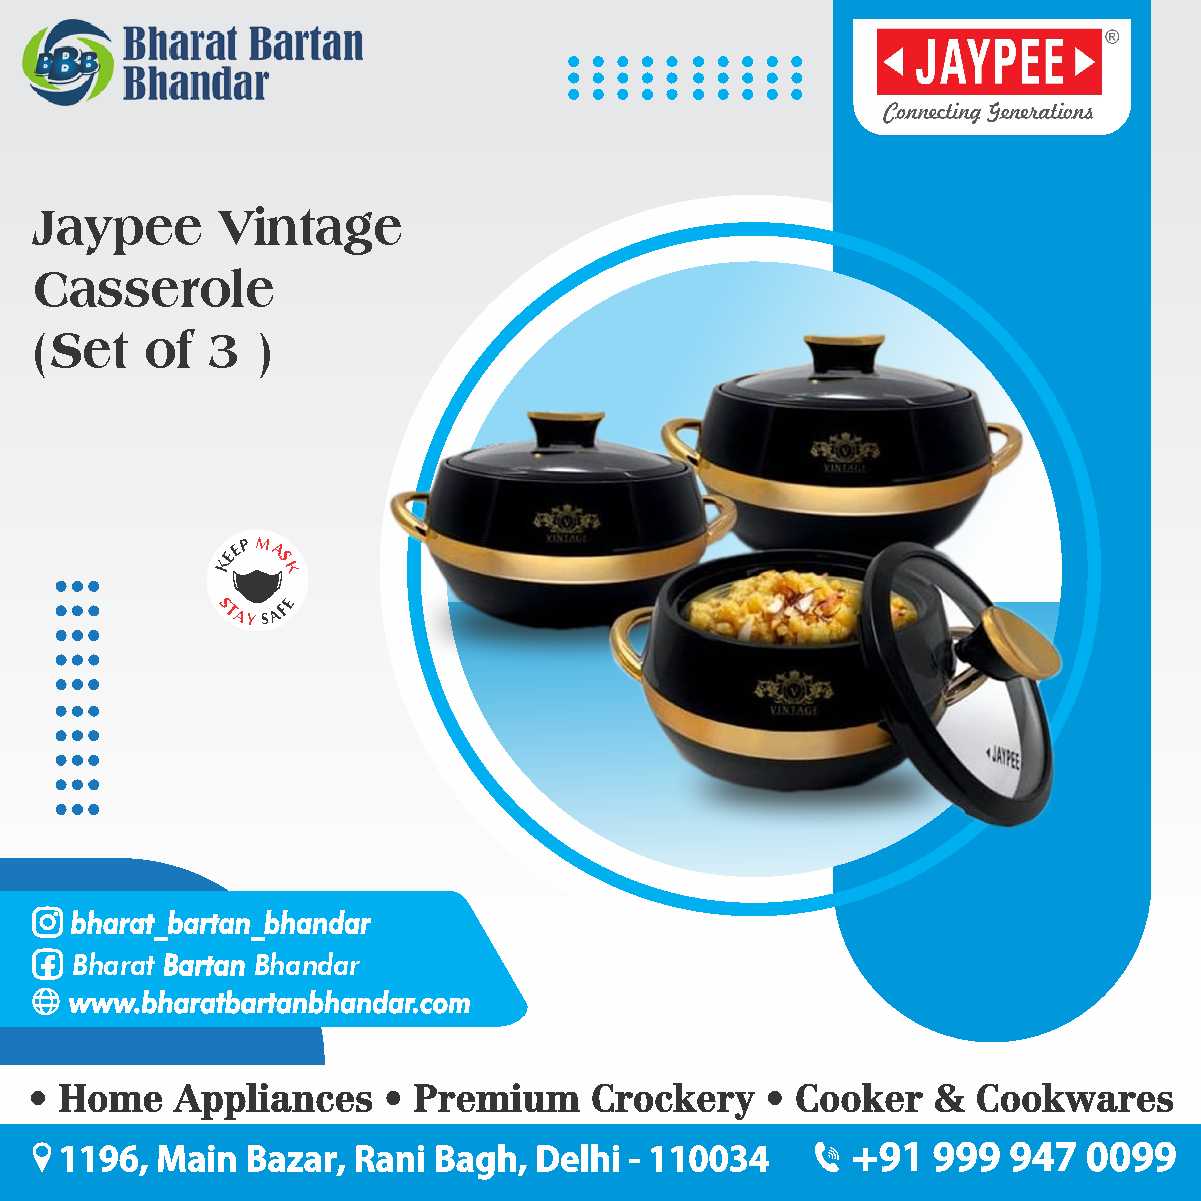 BBB
Bharat Bartan
Bhandar
JAYPEE ®
Connecting Generations
Jaypee Vintage
Casserole
(Set of 3 )
V
VINTAGE
V
VINTAGE
V
VINTAGE
JAYPEE
KEEP MASK
STAY SAFE
bharat_bartan_bhandar
Bharat Bartan Bhandar
www.bharatbartanbhandar.com
• Home Appliances • Premium Crockery • Cooker & Cookwares
1196, Main Bazar, Rani Bagh, Delhi - 110034 +91 999 947 0099